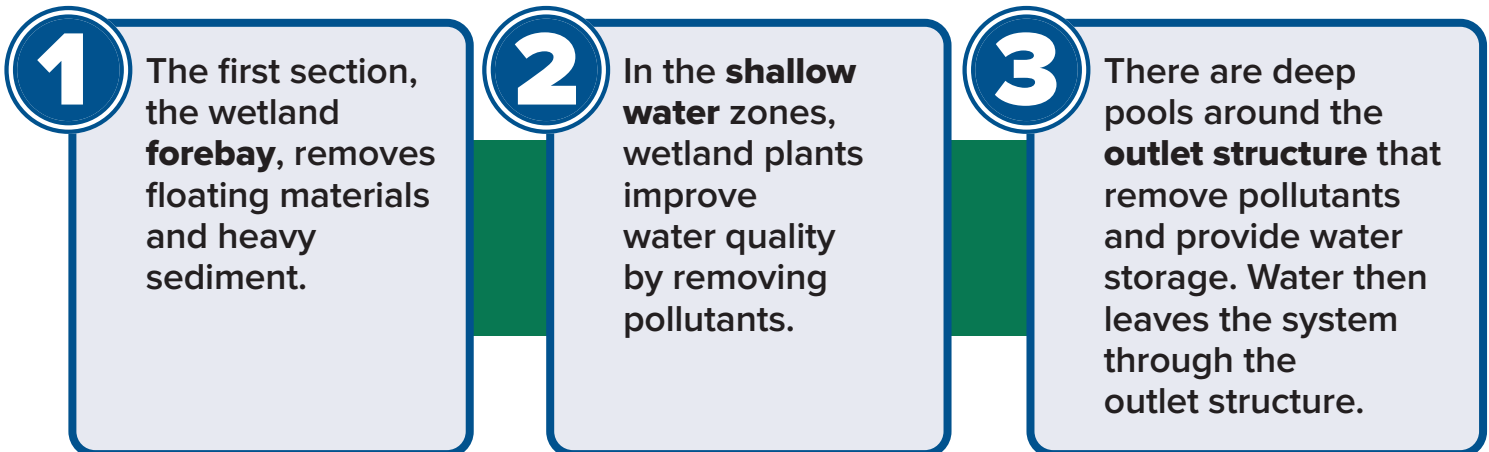 1
The first section,
the wetland
forebay, removes
floating materials
and heavy
sediment.
2
In the shallow
water zones,
wetland plants
improve
water quality
by removing
pollutants.
3
There are deep
pools around the
outlet structure that
remove pollutants
and provide water
storage. Water then
leaves the system
through the
outlet structure.